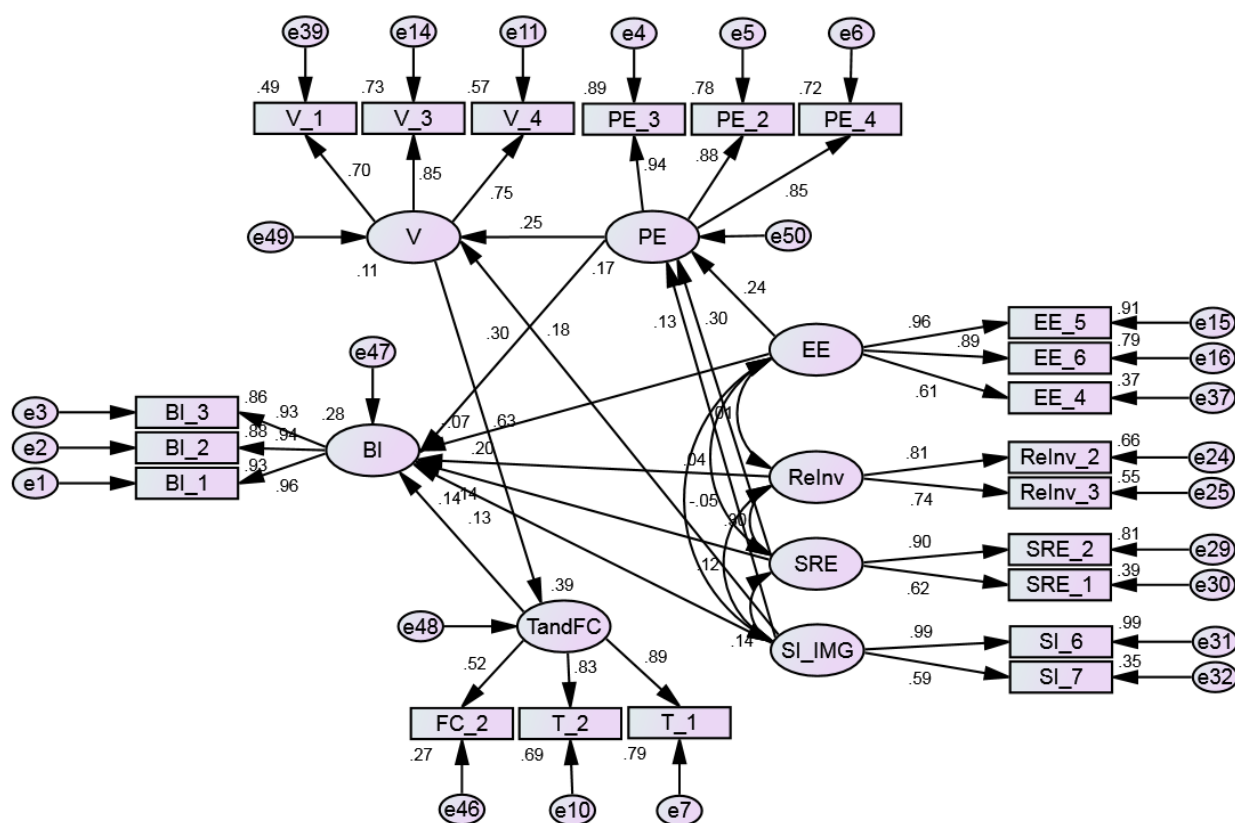 e39 e14 e11 e4 e5 e6
.49 .73 .57 .89 .78 .72
V_1 V_3 V_4 PE_3 PE_2 PE_4
.70 .85 .75 .94 .88 .85
e49 V .25 PE e50
.11 .17
.24
.30 .18 .13 .30
.91
.96 EE_5 e15
e47 EE .89 .79
EE_6 e16
.61 .37
EE_4 e37
.86 .28
e3 BI_3 .93 -.07 .63 .01
.88
e2 BI_2 .94 BI .20 .04
.93
e1 BI_1 .96
.66
.81 ReInv_2 e24
ReInv .55
.74 ReInv_3 e25
.14 .14 -.05
.13
.81
.90 SRE_2 e29
SRE .39
.12 .62 SRE_1 e30
.39
e48 TandFC .14 SI_IMG
.99
.99 SI_6 e31
.35
.59 SI_7 e32
.52 .83 .89
FC_2 T_2 T_1
.27 .69 .79
e46 e10 e7